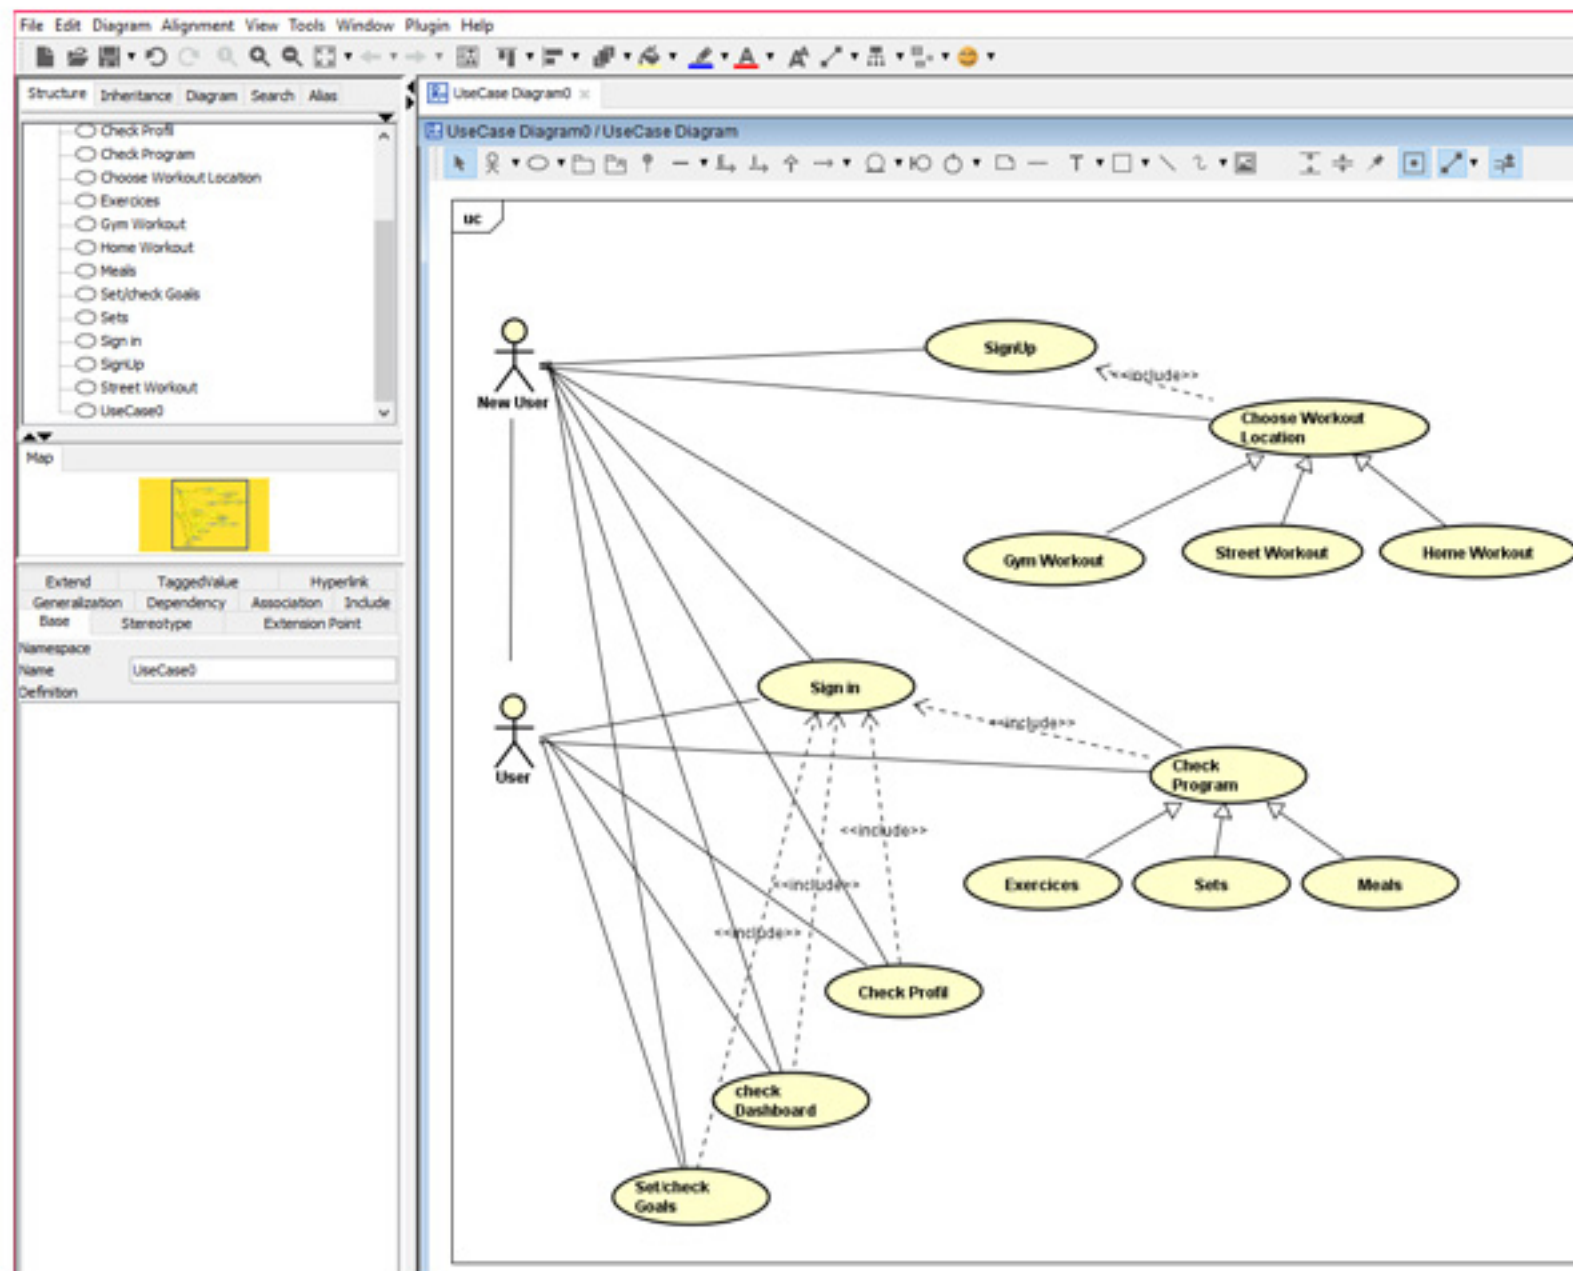 File Edit Diagram Alignment View Tools Window Plugin Help
Structure Inheritance Diagram Search Alias
Check Profil
Check Program
Choose Workout Location
Exercices
Gym Workout
Home Workout
Meals
Set/check Goals
Sets
Sign in
SignUp
Street Workout
UseCase0
Map
Extend TaggedValue Hyperlink
Generalization Dependency Association Include
Base Stereotype Extension Point
Namespace
Name UseCase0
Definition
UseCase Diagram0
UseCase Diagram0 / UseCase Diagram
T
uc
New User
SignUp
<<include>>
Choose Workout
Location
Gym Workout
Street Workout
Home Workout
Sign in
<<include>>
User
Check
Program
<<include>>
Exercices
Sets
Meals
<<include>>
<<include>>
Check Profil
check
Dashboard
Set/check
Goals